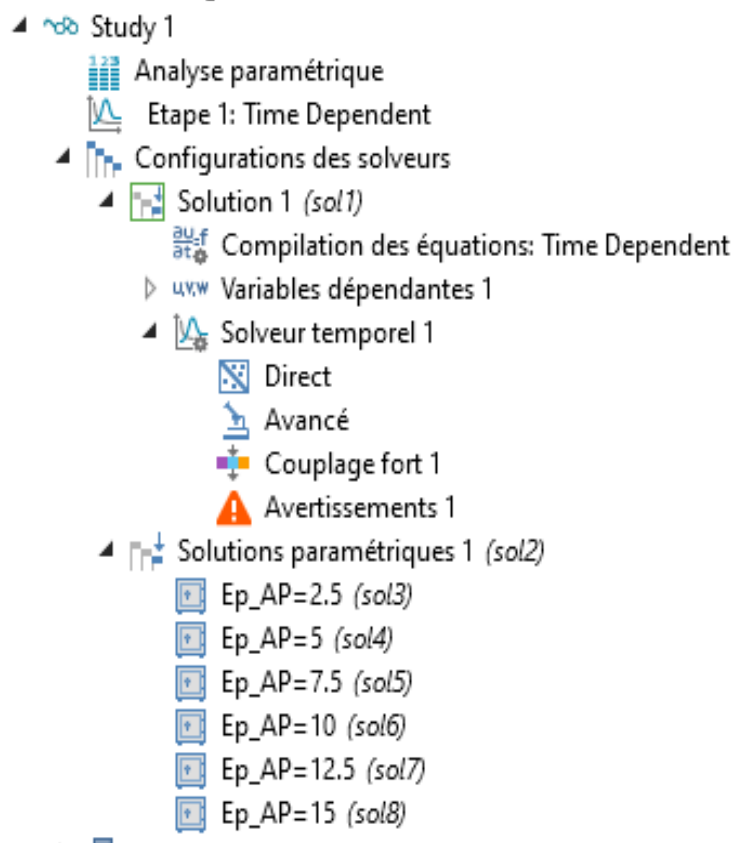 Study 1
123
Analyse paramétrique
Etape 1: Time Dependent
Configurations des solveurs
Solution 1 (sol1)
∂u/∂t=f Compilation des équations: Time Dependent
u,v,w Variables dépendantes 1
Solveur temporel 1
Direct
Avancé
Couplage fort 1
Avertissements 1
Solutions paramétriques 1 (sol2)
Ep_AP=2.5 (sol3)
Ep_AP=5 (sol4)
Ep_AP=7.5 (sol5)
Ep_AP=10 (sol6)
Ep_AP=12.5 (sol7)
Ep_AP=15 (sol8)